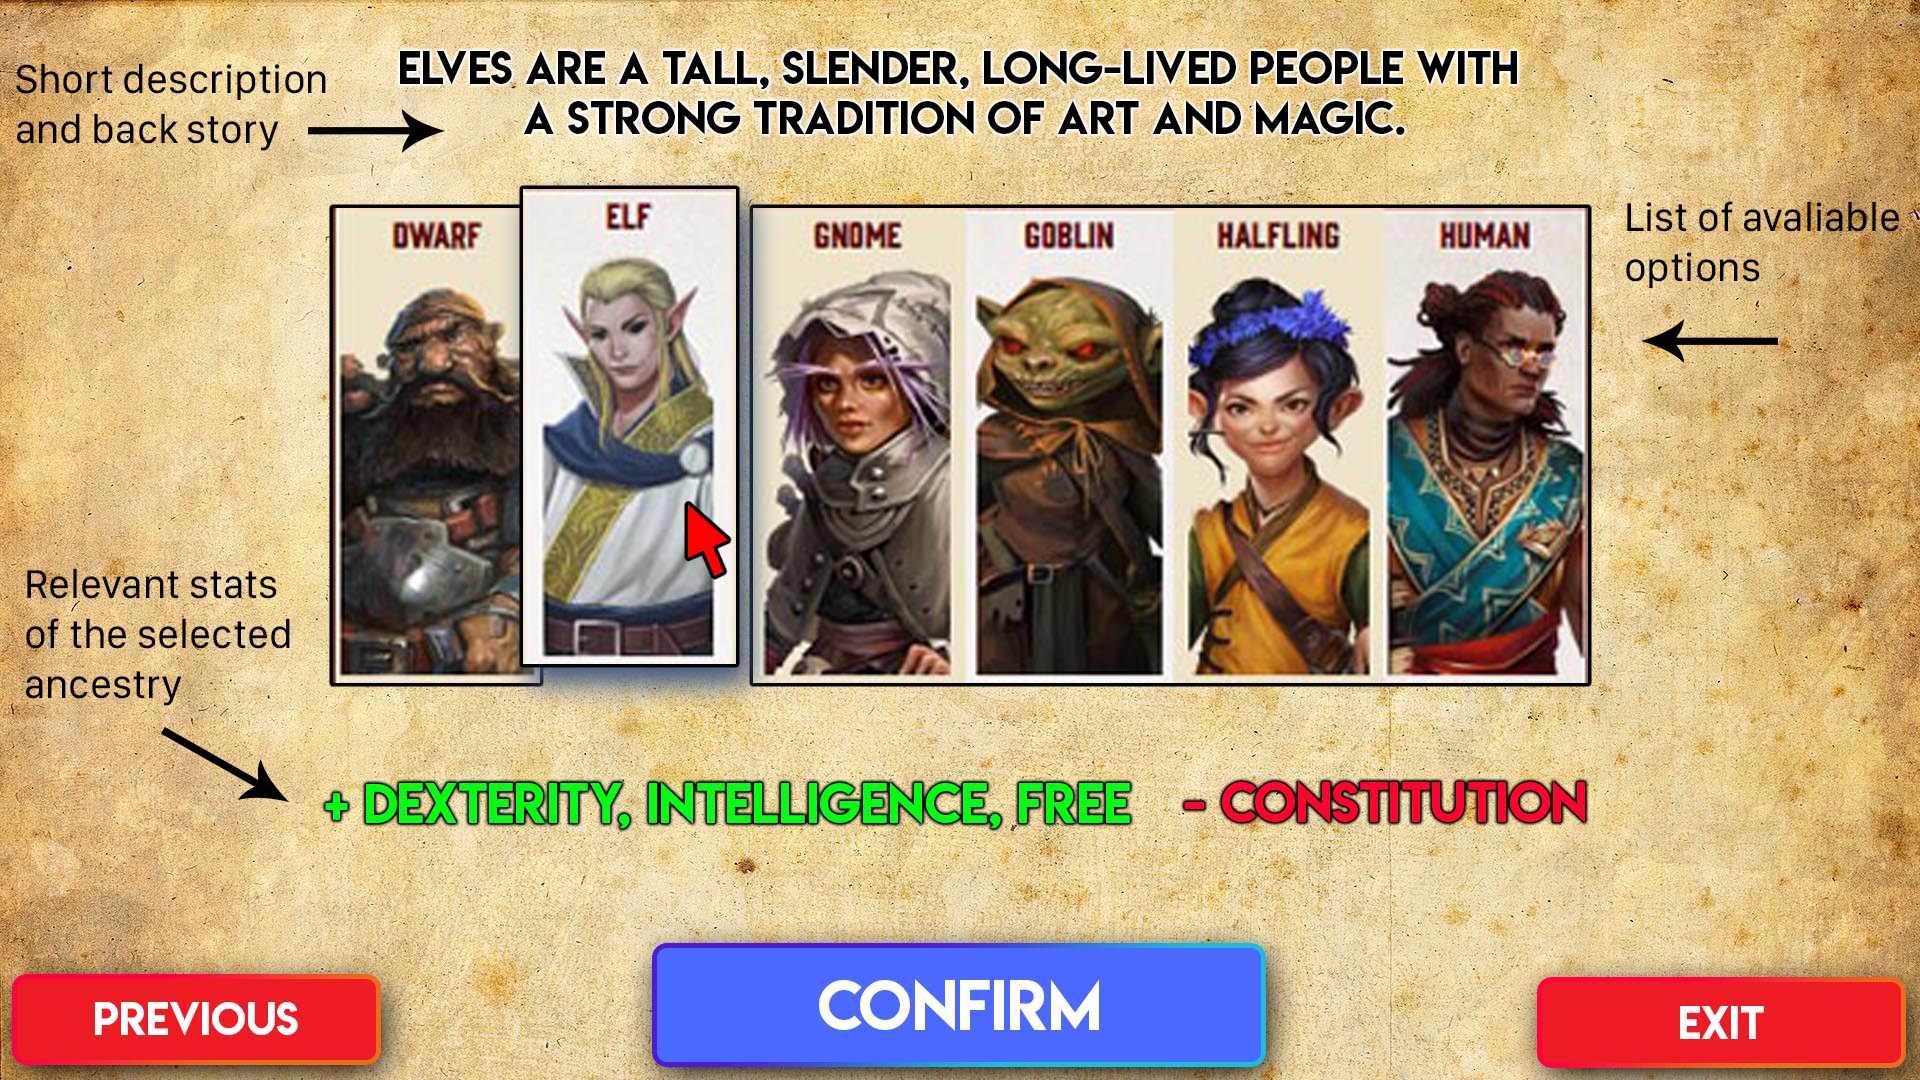 Short description
and back story
ELVES ARE A TALL, SLENDER, LONG-LIVED PEOPLE WITH
A STRONG TRADITION OF ART AND MAGIC.
List of avaliable
options
DWARF
ELF
GNOME
GOBLIN
HALFLING
HUMAN
Relevant stats
of the selected
ancestry
+ DEXTERITY, INTELLIGENCE, FREE - CONSTITUTION
PREVIOUS
CONFIRM
EXIT